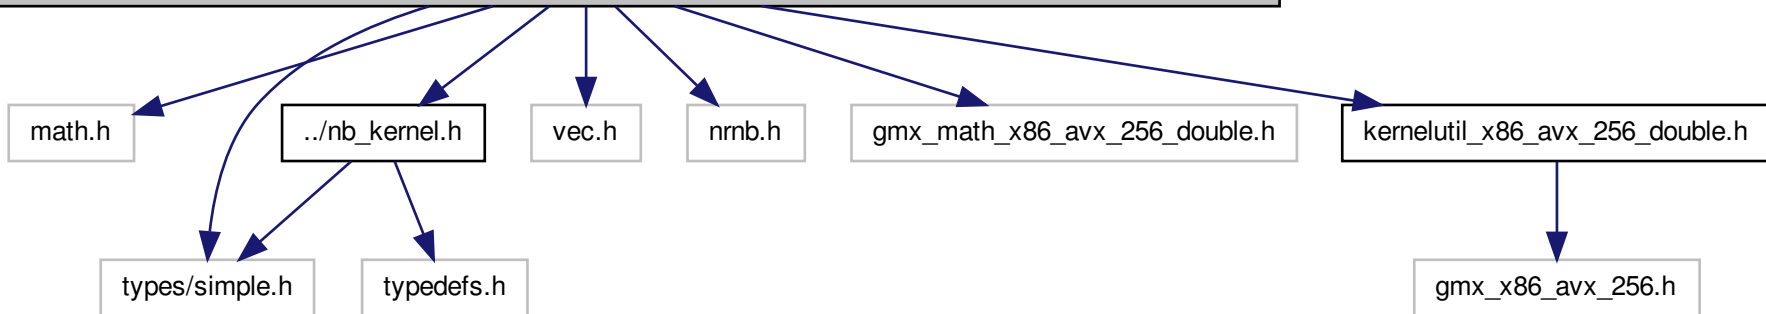 math.h
../nb_kernel.h
vec.h
nrnb.h
gmx_math_x86_avx_256_double.h
kernelutil_x86_avx_256_double.h
types/simple.h
typedefs.h
gmx_x86_avx_256.h